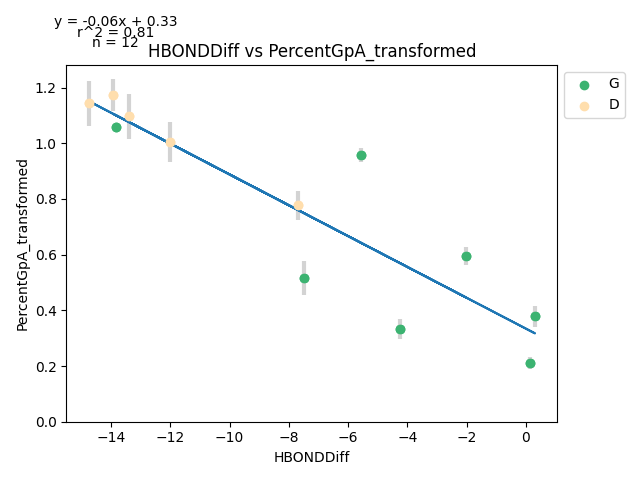 y = -0.06x + 0.33
r^2 = 0.81
n = 12
HBONDDiff vs PercentGpA_transformed
G
D
1.2
1.0
0.8
0.6
0.4
0.2
0.0
PercentGpA_transformed
−14 −12 −10 −8 −6 −4 −2 0
HBONDDiff